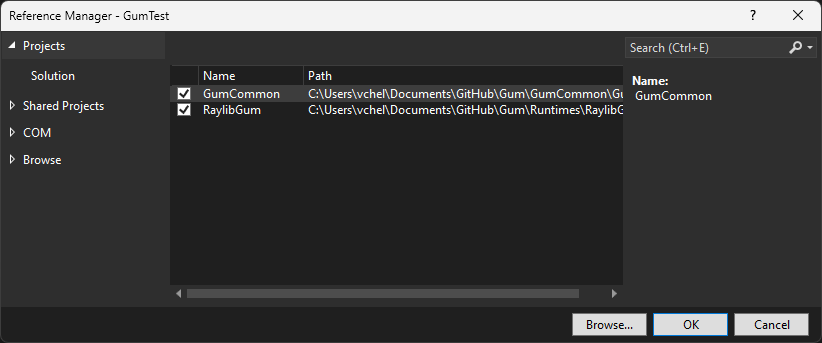 Reference Manager - GumTest
Projects
Solution
Shared Projects
COM
Browse
Name Path
GumCommon C:\Users\vchel\Documents\GitHub\Gum\GumCommon\Gu
RaylibGum C:\Users\vchel\Documents\GitHub\Gum\Runtimes\RaylibG
Search (Ctrl+E)
Name:
GumCommon
Browse... OK Cancel